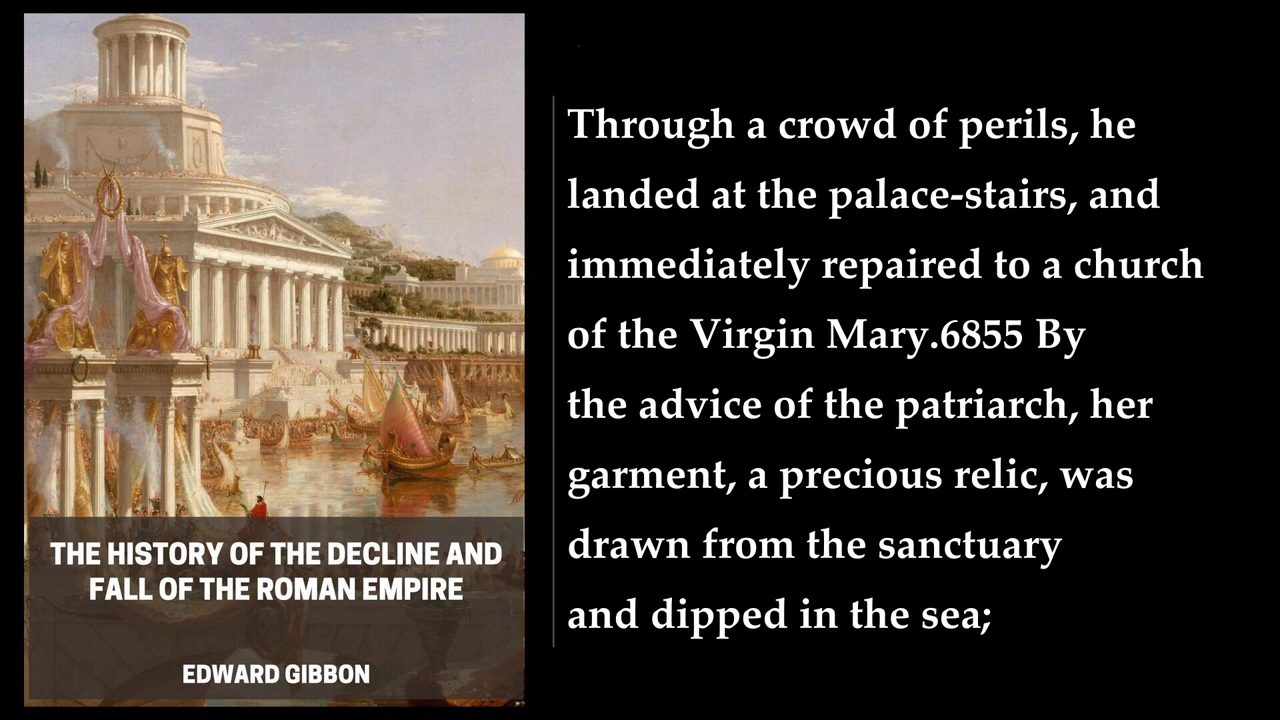 THE HISTORY OF THE DECLINE AND
FALL OF THE ROMAN EMPIRE
EDWARD GIBBON
Through a crowd of perils, he
landed at the palace-stairs, and
immediately repaired to a church
of the Virgin Mary.6855 By
the advice of the patriarch, her
garment, a precious relic, was
drawn from the sanctuary
and dipped in the sea;